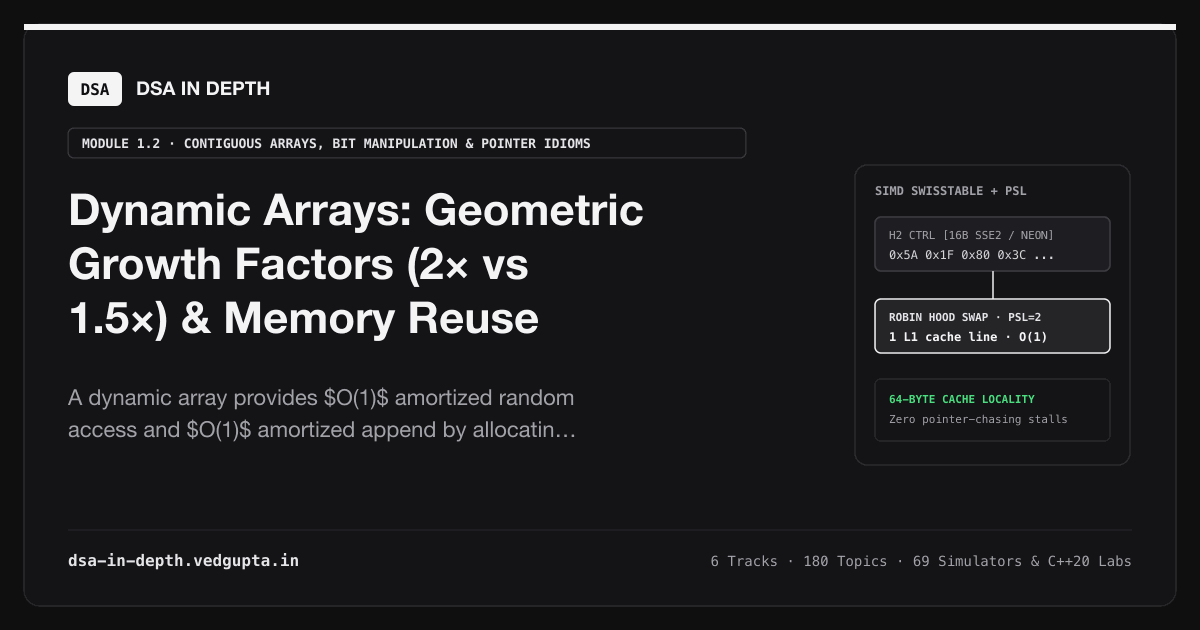 DSA
DSA IN DEPTH
MODULE 1.2 · CONTIGUOUS ARRAYS, BIT MANIPULATION & POINTER IDIOMS
Dynamic Arrays: Geometric
Growth Factors (2× vs
1.5×) & Memory Reuse
A dynamic array provides $O(1)$ amortized random
access and $O(1)$ amortized append by allocatin...
SIMD SWISSTABLE + PSL
H2 CTRL [16B SSE2 / NEON]
0x5A 0x1F 0x80 0x3C ...
ROBIN HOOD SWAP · PSL=2
1 L1 cache line · O(1)
64-BYTE CACHE LOCALITY
Zero pointer-chasing stalls
dsa-in-depth.vedgupta.in
6 Tracks · 180 Topics · 69 Simulators & C++20 Labs